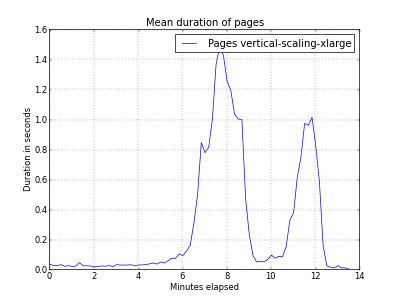 Mean duration of pages
Pages vertical-scaling-xlarge
Duration in seconds
1.6
1.4
1.2
1.0
0.8
0.6
0.4
0.2
0.0
0 2 4 6 8 10 12 14
Minutes elapsed